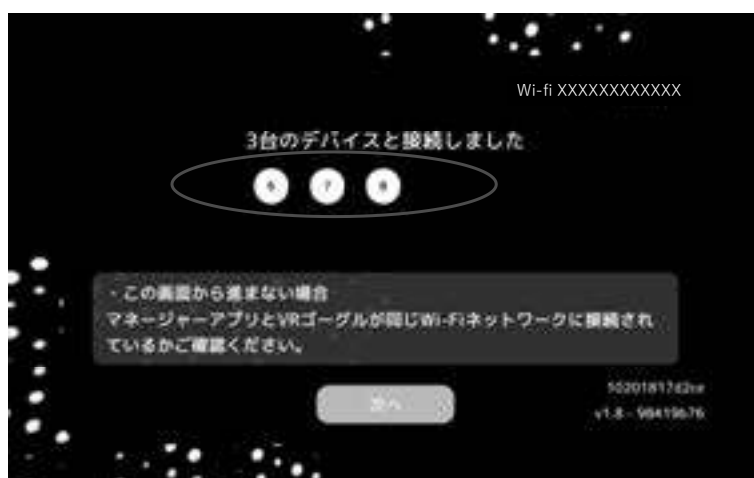 Wi-fi XXXXXXXXXXXX
3台のデバイスと接続しました
6 7 8
・この画面から進まない場合
マネージャーアプリとVRゴーグルが同じWi-Fiネットワークに接続され
ているかご確認ください。
次へ
v1.8 - 98419b76